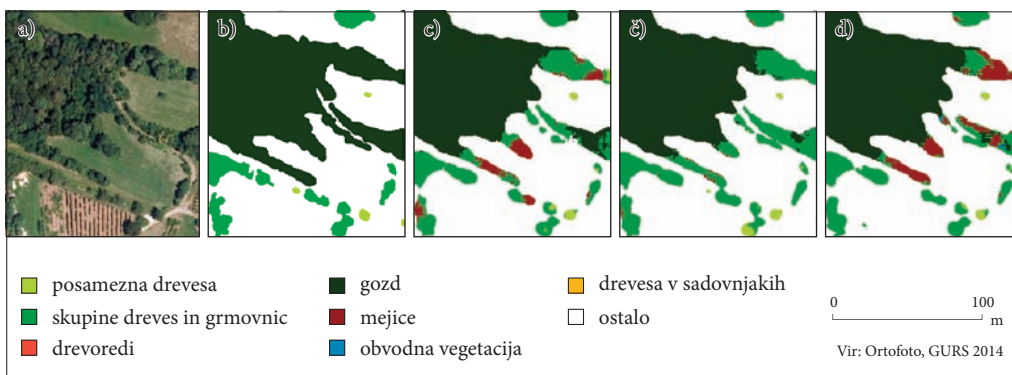 a) b) c) č) d)
posamezna drevesa gozd drevesa v sadovnjakih
skupine dreves in grmovnic mejice ostalo
drevoredi obvodna vegetacija
0 100
m
Vir: Ortofoto, GURS 2014